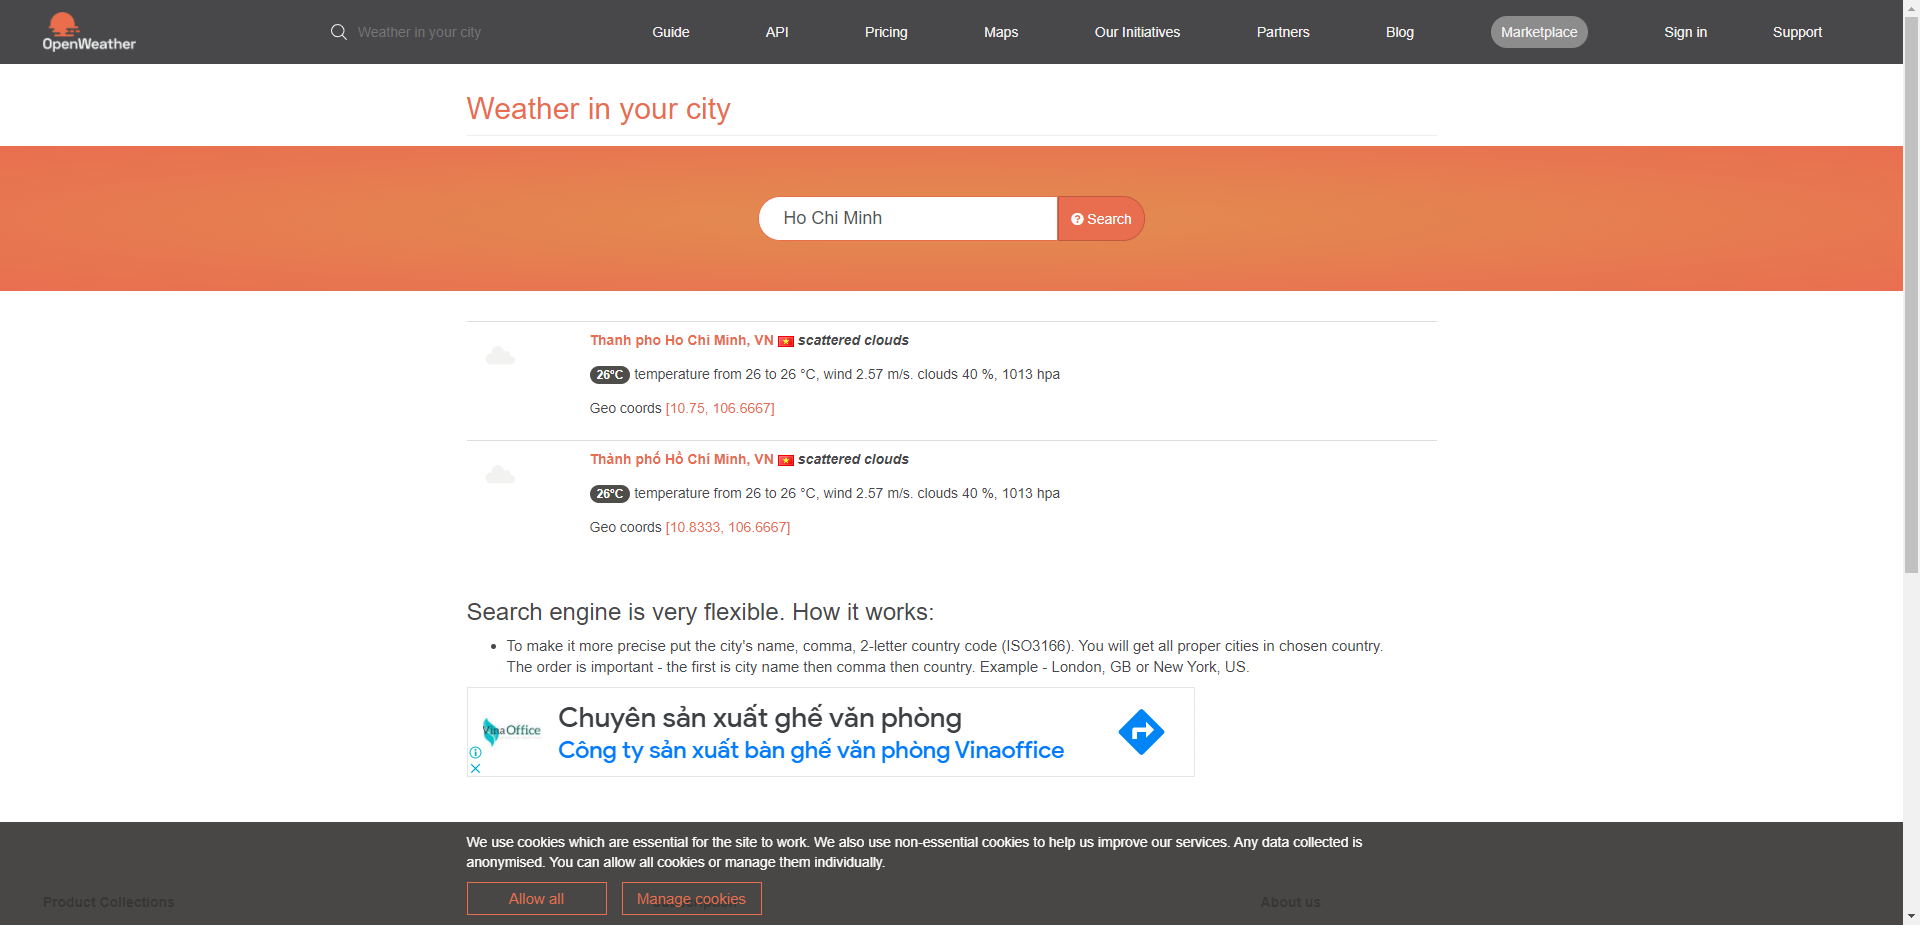 OpenWeather
Weather in your city
Guide
API
Pricing
Maps
Our Initiatives
Partners
Blog
Marketplace
Sign in
Support
Weather in your city
Ho Chi Minh
Search
Thanh pho Ho Chi Minh, VN scattered clouds
26°C temperature from 26 to 26 °C, wind 2.57 m/s. clouds 40 %, 1013 hpa
Geo coords [10.75, 106.6667]
Thành phố Hồ Chí Minh, VN scattered clouds
26°C temperature from 26 to 26 °C, wind 2.57 m/s. clouds 40 %, 1013 hpa
Geo coords [10.8333, 106.6667]
Search engine is very flexible. How it works:
To make it more precise put the city's name, comma, 2-letter country code (ISO3166). You will get all proper cities in chosen country.
The order is important - the first is city name then comma then country. Example - London, GB or New York, US.
VinaOffice
Chuyên sản xuất ghế văn phòng
Công ty sản xuất bàn ghế văn phòng Vinaoffice
We use cookies which are essential for the site to work. We also use non-essential cookies to help us improve our services. Any data collected is
anonymised. You can allow all cookies or manage them individually.
Allow all
Manage cookies
Product Collections
About us